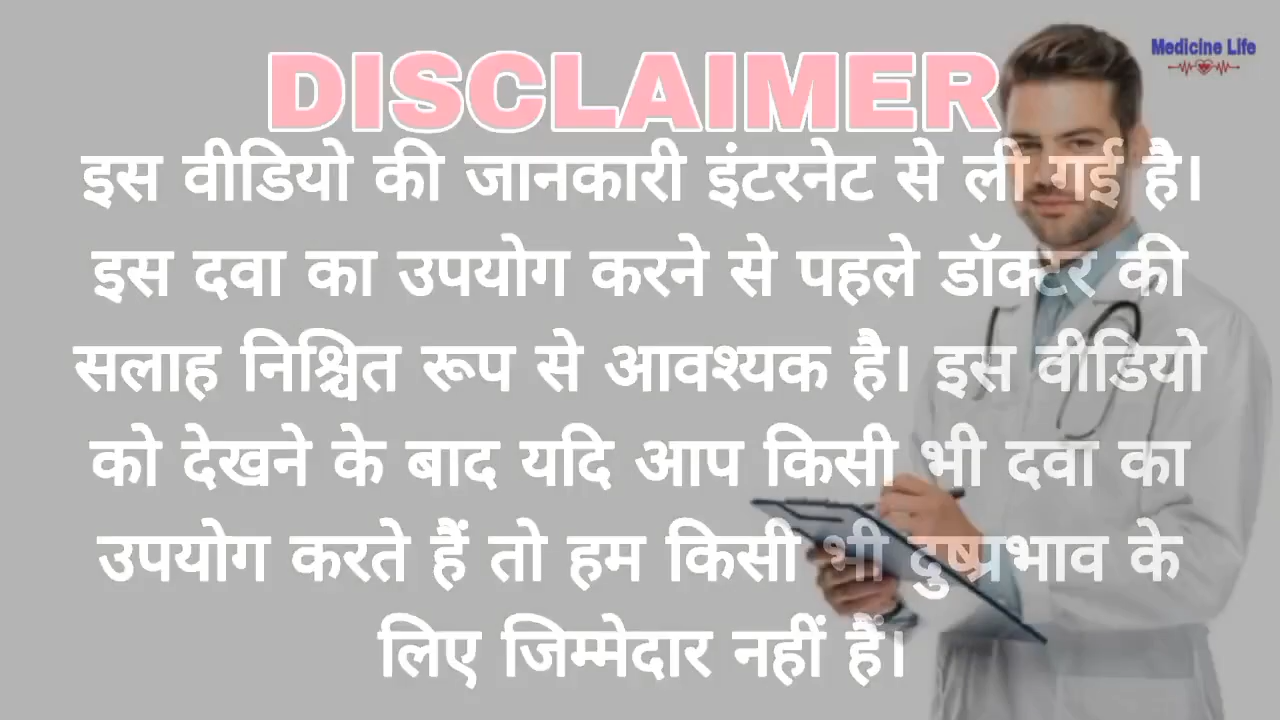 Medicine Life
DISCLAIMER
इस वीडियो की जानकारी इंटरनेट से ली गई है।
इस दवा का उपयोग करने से पहले डॉक्टर की
सलाह निश्चित रूप से आवश्यक है। इस वीडियो
को देखने के बाद यदि आप किसी भी दवा का
उपयोग करते हैं तो हम किसी भी दुष्प्रभाव के
लिए जिम्मेदार नहीं हैं।